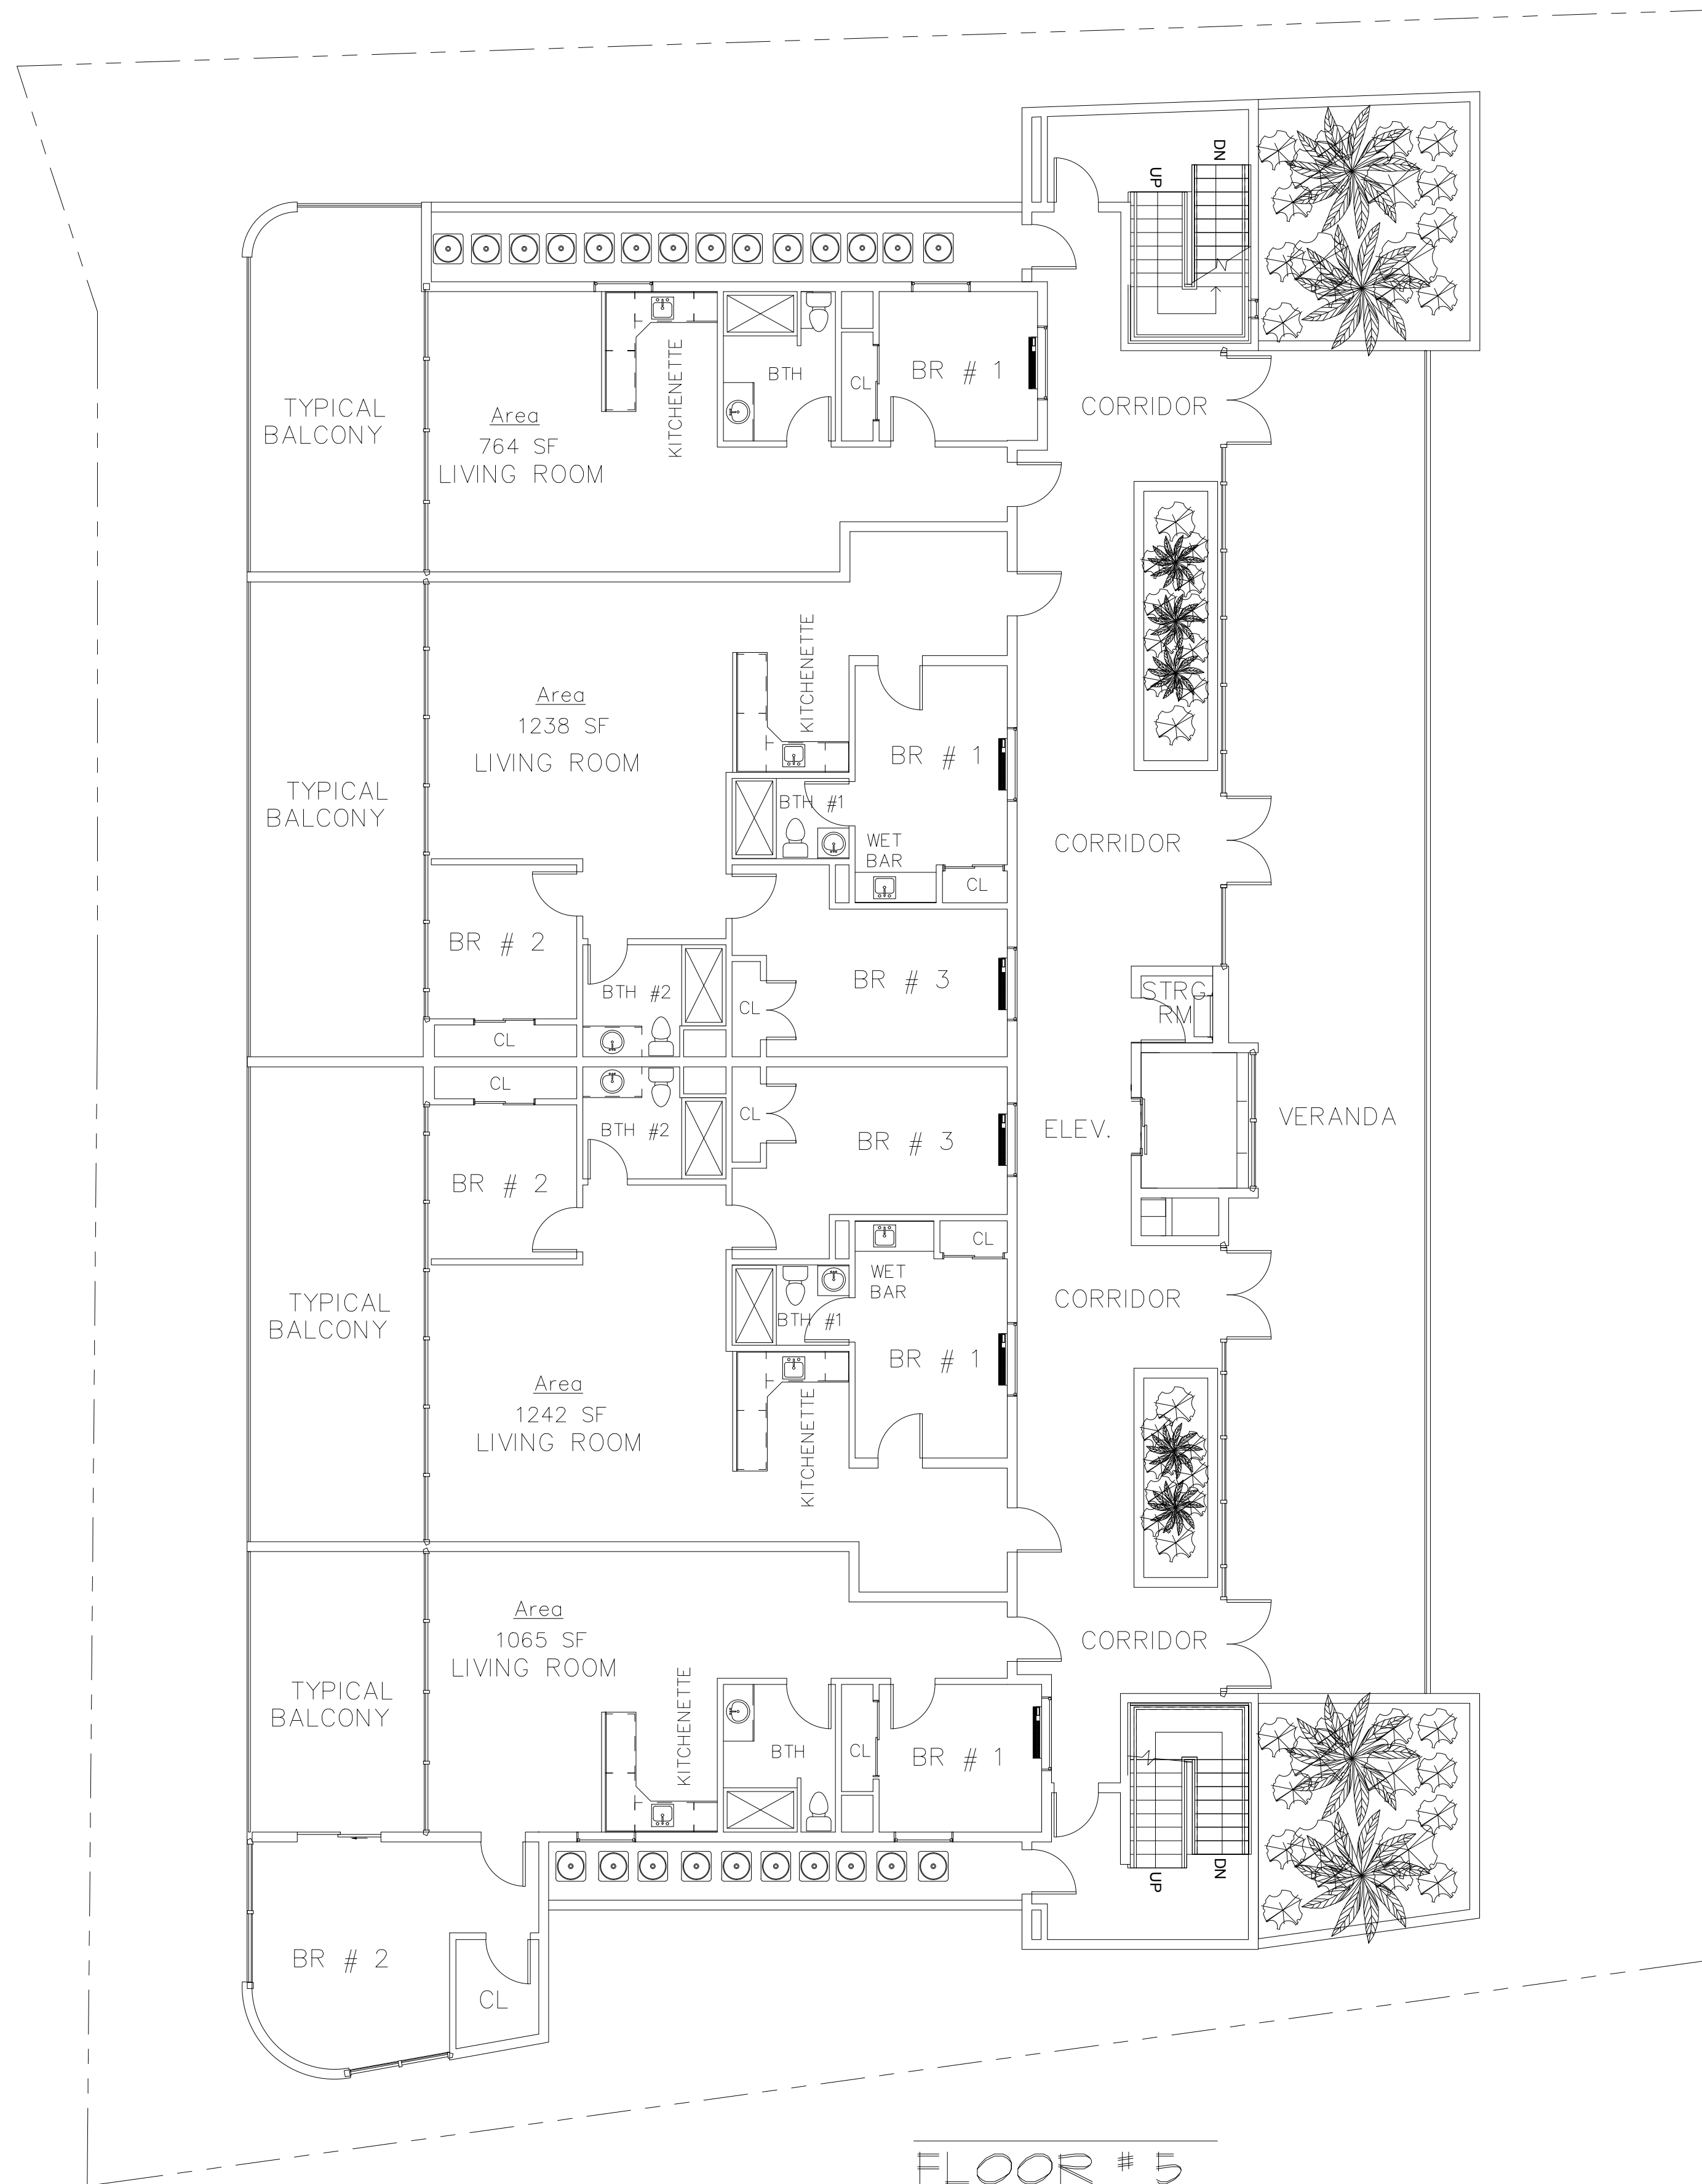 DN
UP
TYPICAL
BALCONY
Area
764 SF
LIVING ROOM
KITCHENETTE
BTH
CL
BR # 1
CORRIDOR
TYPICAL
BALCONY
Area
1238 SF
LIVING ROOM
KITCHENETTE
BR # 1
BTH #1
WET
BAR
CL
CORRIDOR
BR # 2
BTH #2
CL
BR # 3
CL
STRG
RM
CL
BTH #2
CL
BR # 3
BR # 2
ELEV.
VERANDA
TYPICAL
BALCONY
CL
WET
BAR
BTH #1
BR # 1
CORRIDOR
Area
1242 SF
LIVING ROOM
KITCHENETTE
TYPICAL
BALCONY
Area
1065 SF
LIVING ROOM
KITCHENETTE
BTH
CL
BR # 1
CORRIDOR
UP
DN
BR # 2
CL
FLOOR # 5